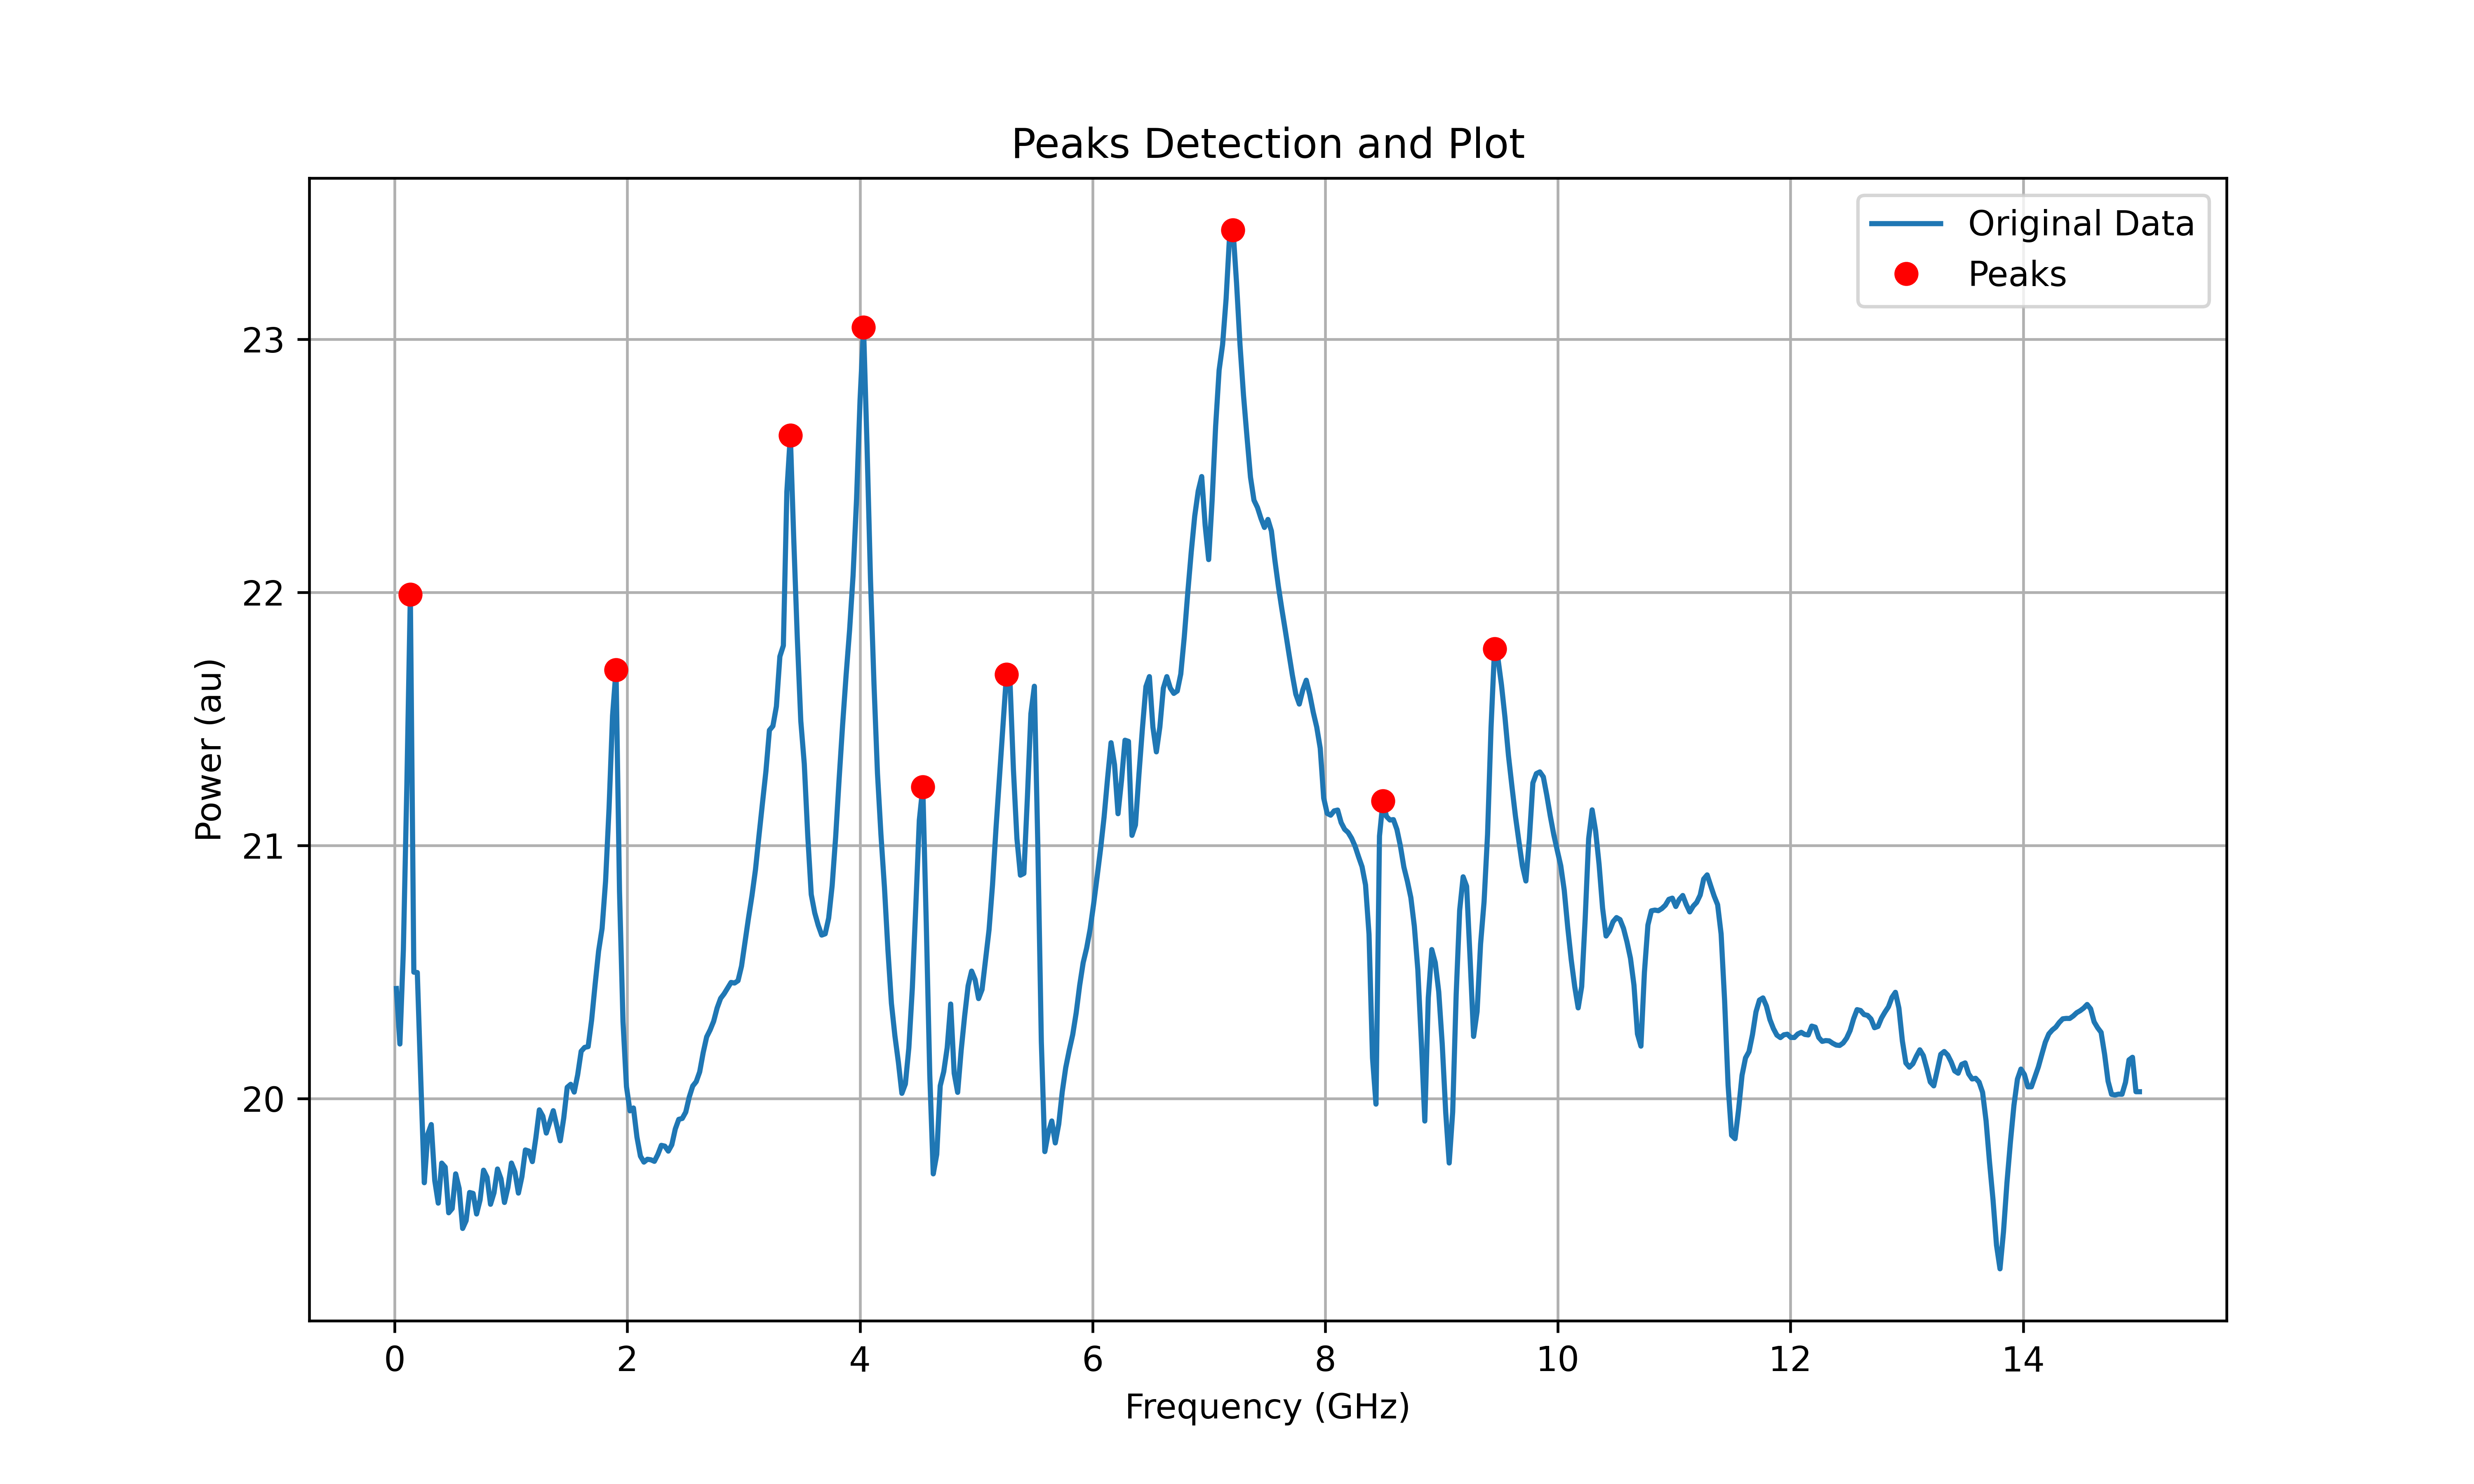 Peaks Detection and Plot
Original Data
Peaks
Power (au)
23
22
21
20
0 2 4 6 8 10 12 14
Frequency (GHz)